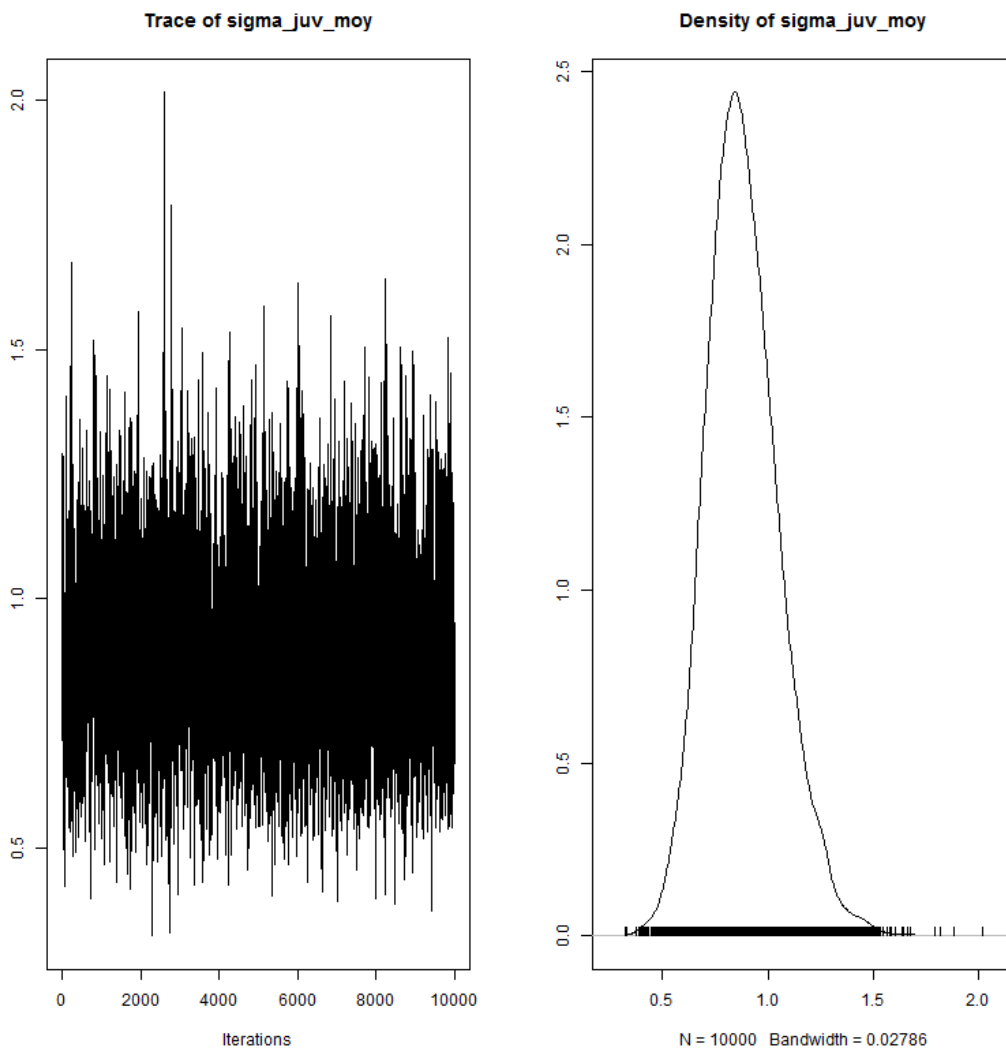 Trace of sigma_juv_moy
2.0
1.5
1.0
0.5
0 2000 4000 6000 8000 10000
Iterations
Density of sigma_juv_moy
2.5
2.0
1.5
1.0
0.5
0.0
0.5 1.0 1.5 2.0
N = 10000 Bandwidth = 0.02786